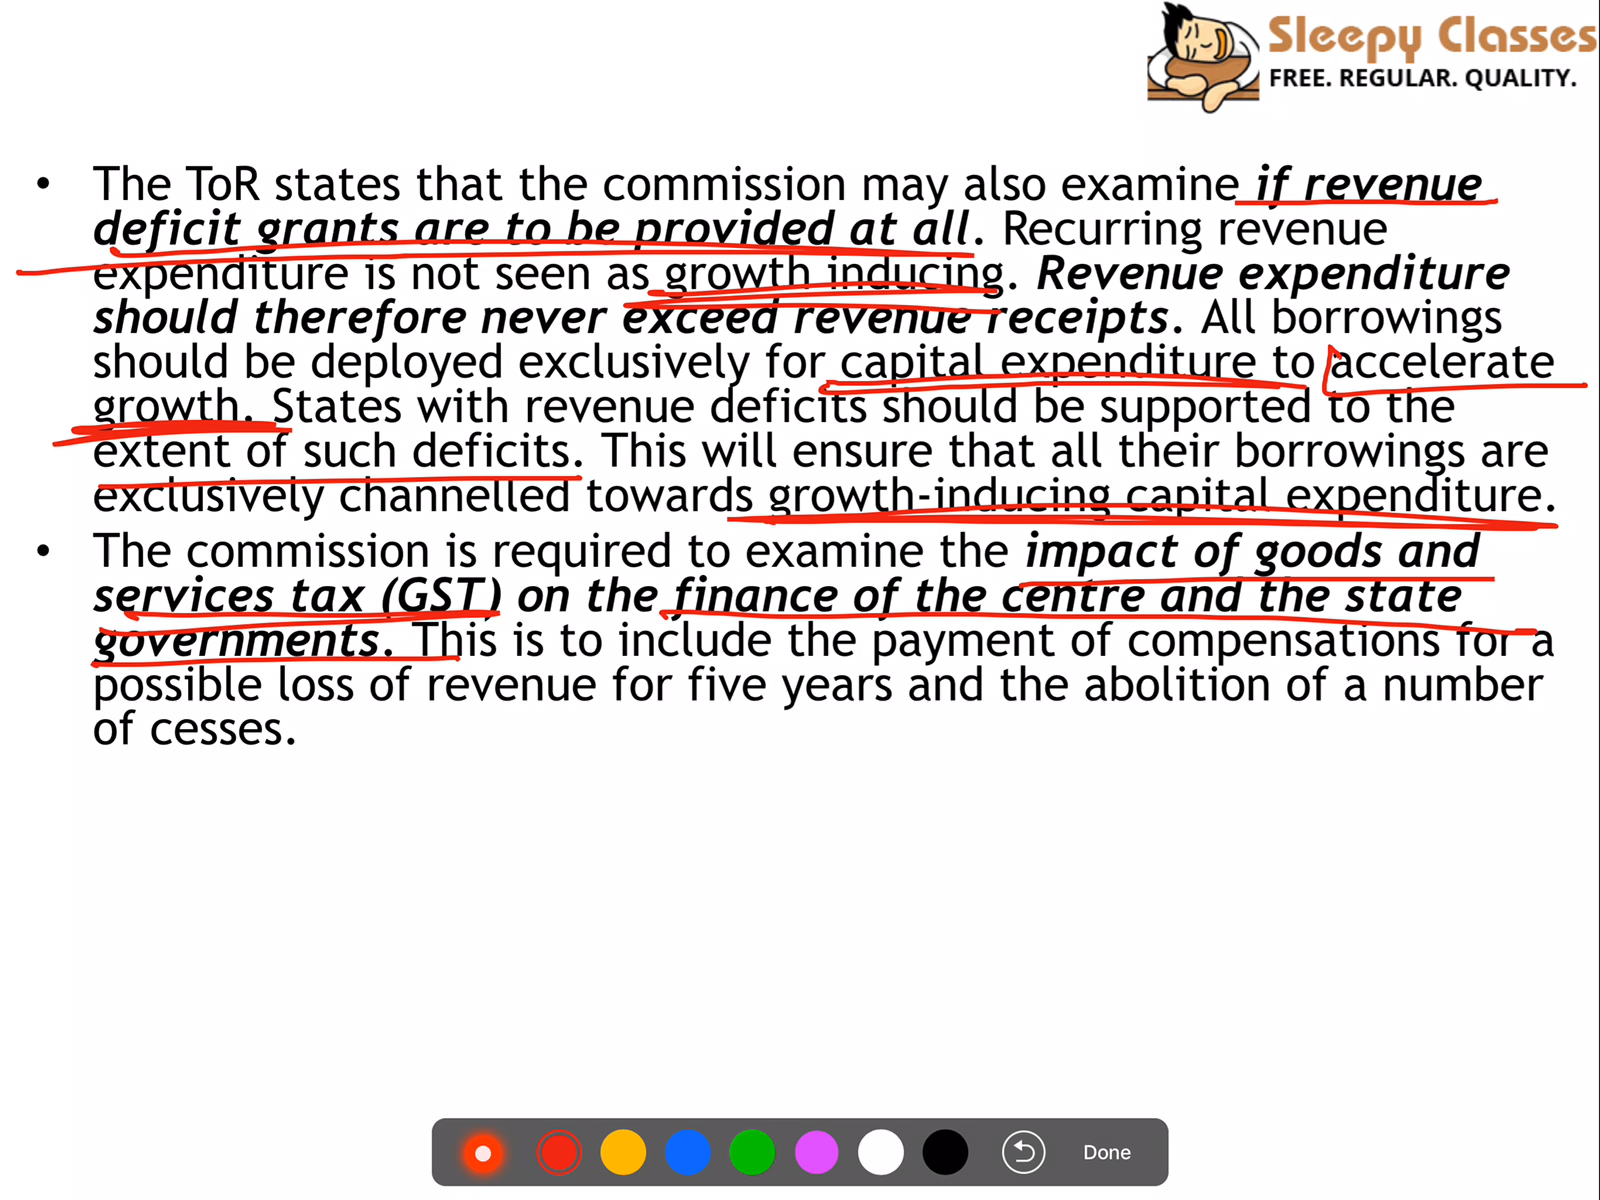 Sleepy Classes
FREE. REGULAR. QUALITY.
• The ToR states that the commission may also examine if revenue
deficit grants are to be provided at all. Recurring revenue
expenditure is not seen as growth inducing. Revenue expenditure
should therefore never exceed revenue receipts. All borrowings
should be deployed exclusively for capital expenditure to accelerate
growth. States with revenue deficits should be supported to the
extent of such deficits. This will ensure that all their borrowings are
exclusively channelled towards growth-inducing capital expenditure.
• The commission is required to examine the impact of goods and
services tax (GST) on the finance of the centre and the state
governments. This is to include the payment of compensations for a
possible loss of revenue for five years and the abolition of a number
of cesses.
Done